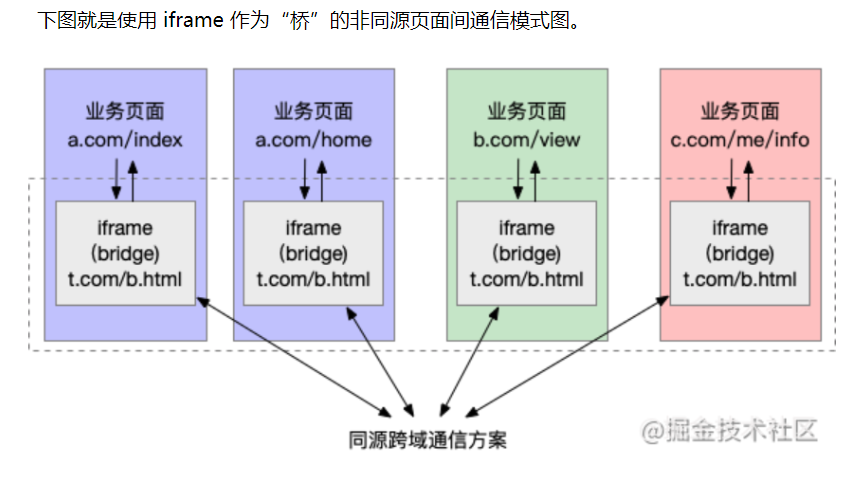 下图就是使用 iframe 作为“桥”的非同源页面间通信模式图。
业务页面
a.com/index
iframe
(bridge)
t.com/b.html
业务页面
a.com/home
iframe
(bridge)
t.com/b.html
业务页面
b.com/view
iframe
(bridge)
t.com/b.html
业务页面
c.com/me/info
iframe
(bridge)
t.com/b.html
同源跨域通信方案
@掘金技术社区